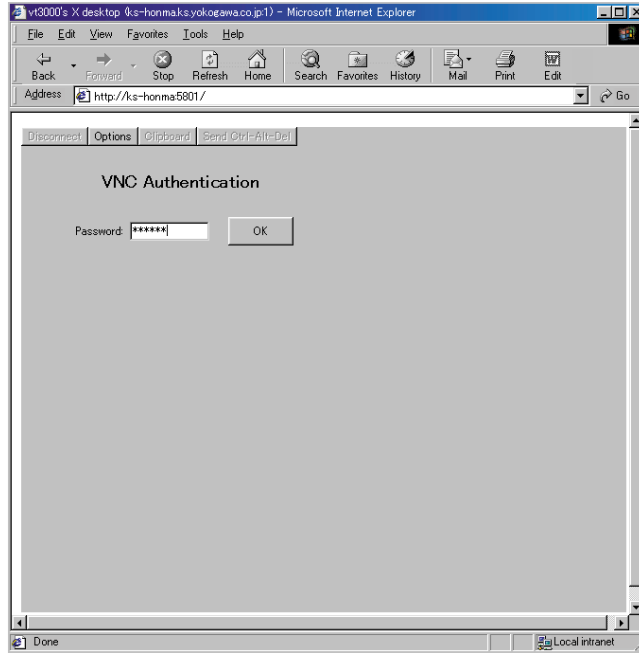 vt3000's X desktop (ks-honma.ks.yokogawa.co.jp:1) - Microsoft Internet Explorer
File Edit View Favorites Tools Help
Back Forward Stop Refresh Home Search Favorites History Mail Print Edit
Address http://ks-honma:5801/ Go
Disconnect Options Clipboard Send Ctrl-Alt-Del
VNC Authentication
Password: ****** OK
Done Local intranet